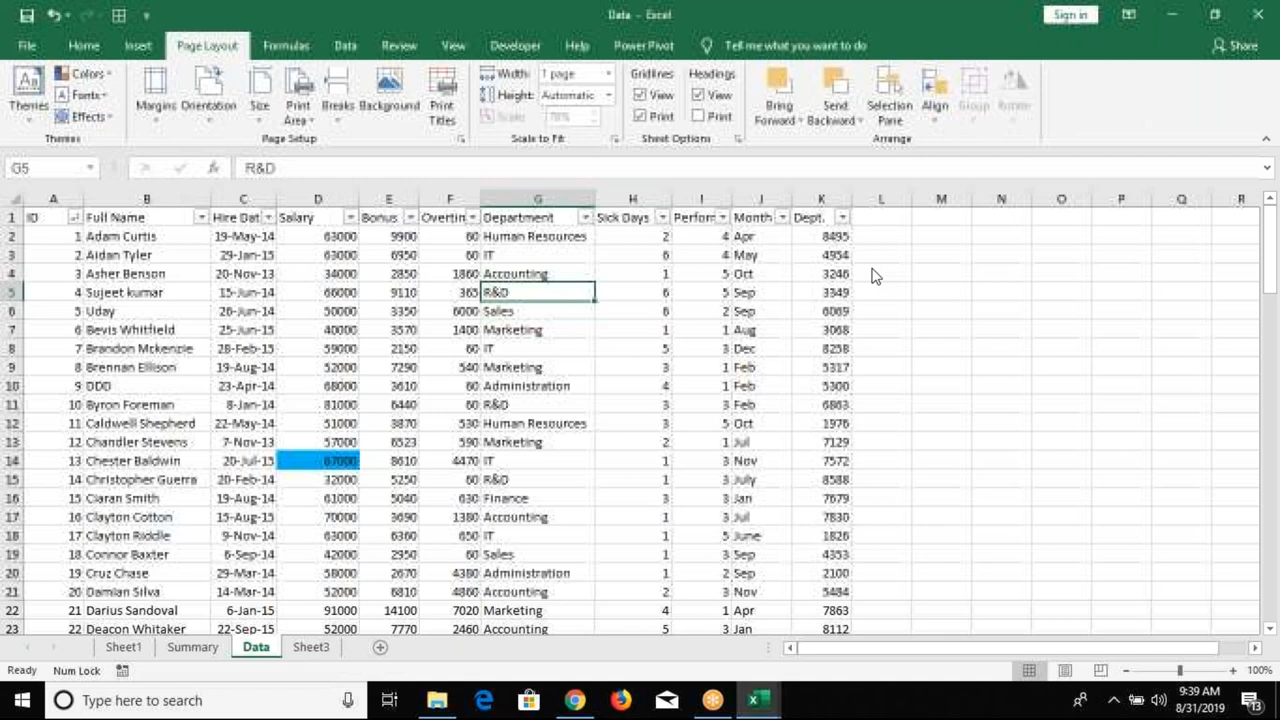 Data - Excel
Sign in
File Home Insert Page Layout Formulas Data Review View Developer Help Power Pivot Tell me what you want to do Share
Themes Colors Fonts Effects
Margins Orientation Size Print Area Breaks Background Print Titles
Width: 1 page
Height: Automatic
Scale: 70%
Gridlines Headings
View View
Print Print
Bring Forward Send Backward Selection Pane Align Group Rotate
Themes Page Setup Scale to Fit Sheet Options Arrange
G5 fx R&D
A B C D E F G H I J K L M N O P Q R
1 ID Full Name Hire Dat Salary Bonus Overtin Department Sick Days Perforr Month Dept.
2 1 Adam Curtis 19-May-14 63000 9900 60 Human Resources 2 4 Apr 8495
3 2 Aidan Tyler 29-Jan-15 63000 6950 60 IT 6 4 May 4954
4 3 Asher Benson 20-Nov-13 34000 2850 1860 Accounting 1 5 Oct 3246
5 4 Sujeet kumar 15-Jun-14 66000 9110 365 R&D 6 5 Sep 3349
6 5 Uday 26-Jun-14 50000 3350 6000 Sales 6 2 Sep 6069
7 6 Bevis Whitfield 25-Jun-15 40000 3570 1400 Marketing 1 1 Aug 3068
8 7 Brandon Mckenzie 28-Feb-15 59000 2150 60 IT 5 3 Dec 8258
9 8 Brennan Ellison 19-Aug-14 52000 7290 540 Marketing 3 1 Feb 5317
10 9 DDD 23-Apr-14 68000 3610 60 Administration 4 1 Feb 5300
11 10 Byron Foreman 8-Jan-14 81000 6440 60 R&D 3 3 Feb 6863
12 11 Caldwell Shepherd 22-May-14 51000 3870 530 Human Resources 3 5 Oct 1976
13 12 Chandler Stevens 7-Nov-13 57000 6523 590 Marketing 2 1 Jul 7129
14 13 Chester Baldwin 20-Jul-15 67000 8610 4470 IT 1 3 Nov 7572
15 14 Christopher Guerra 20-Feb-14 32000 5250 60 R&D 1 3 July 8588
16 15 Ciaran Smith 19-Aug-14 61000 5040 630 Finance 3 3 Jan 7679
17 16 Clayton Cotton 15-Aug-15 70000 3690 1380 Accounting 1 3 Jul 7830
18 17 Clayton Riddle 9-Nov-14 63000 6360 650 IT 1 5 June 1826
19 18 Connor Baxter 6-Sep-14 42000 2950 60 Sales 1 3 Sep 4353
20 19 Cruz Chase 29-Mar-14 58000 2670 4380 Administration 1 2 Sep 2100
21 20 Damian Silva 14-Mar-14 52000 6810 4860 Accounting 2 3 Nov 5484
22 21 Darius Sandoval 6-Jan-15 91000 14100 7020 Marketing 4 1 Apr 7863
23 22 Deacon Whitaker 22-Sep-15 52000 7770 2460 Accounting 5 3 Jan 8112
Sheet1 Summary Data Sheet3
Ready Num Lock 100%
Type here to search
9:39 AM
8/31/2019
13